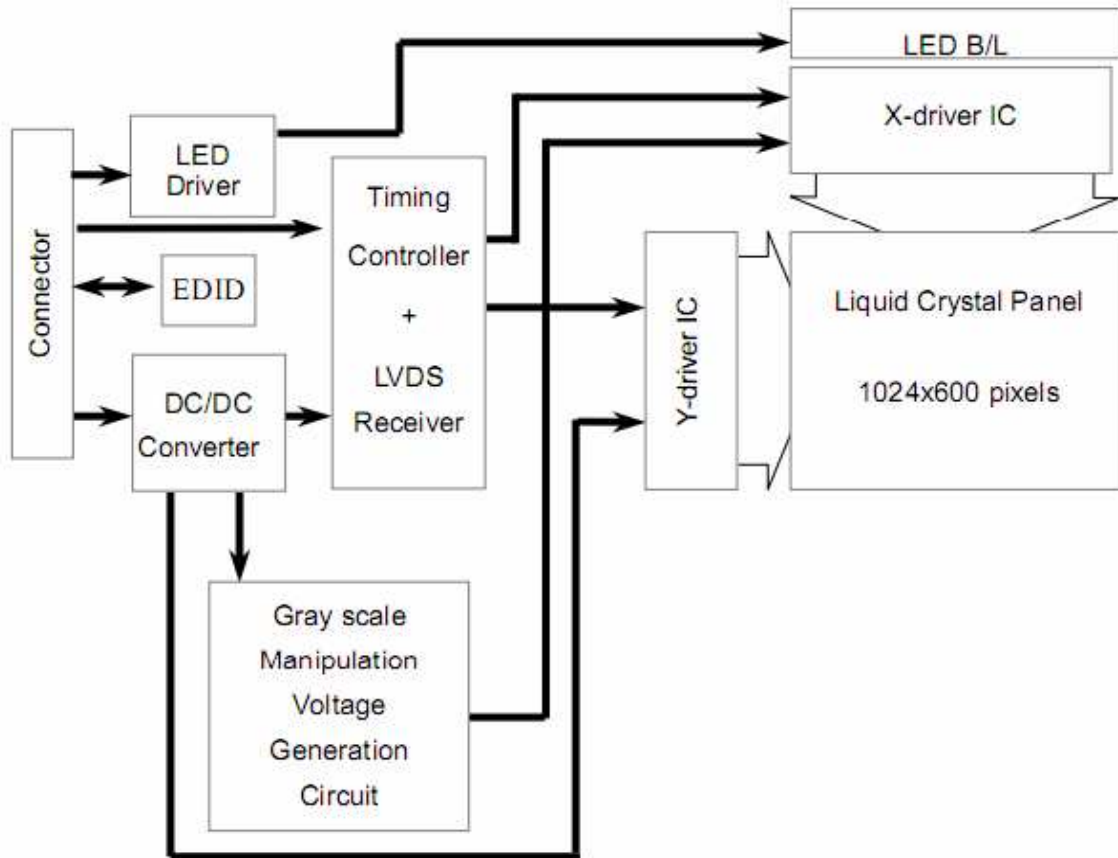 LED B/L
X-driver IC
LED
Driver
Connector
Timing
Controller
+
LVDS
Receiver
EDID
DC/DC
Converter
Y-driver IC
Liquid Crystal Panel
1024x600 pixels
Gray scale
Manipulation
Voltage
Generation
Circuit